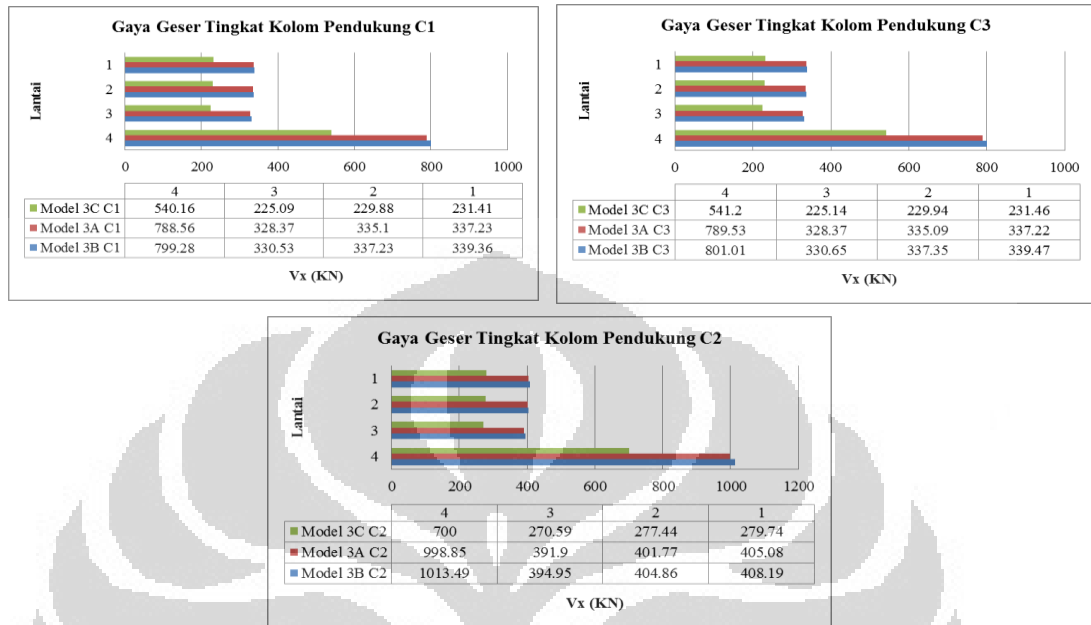 Gaya Geser Tingkat Kolom Pendukung C1
Lantai
1
2
3
4
0 200 400 600 800 1000
4 3 2 1
Model 3C C1 540.16 225.09 229.88 231.41
Model 3A C1 788.56 328.37 335.1 337.23
Model 3B C1 799.28 330.53 337.23 339.36
Vx (KN)
Gaya Geser Tingkat Kolom Pendukung C3
Lantai
1
2
3
4
0 200 400 600 800 1000
4 3 2 1
Model 3C C3 541.2 225.14 229.94 231.46
Model 3A C3 789.53 328.37 335.09 337.22
Model 3B C3 801.01 330.65 337.35 339.47
Vx (KN)
Gaya Geser Tingkat Kolom Pendukung C2
Lantai
1
2
3
4
0 200 400 600 800 1000 1200
4 3 2 1
Model 3C C2 700 270.59 277.44 279.74
Model 3A C2 998.85 391.9 401.77 405.08
Model 3B C2 1013.49 394.95 404.86 408.19
Vx (KN)